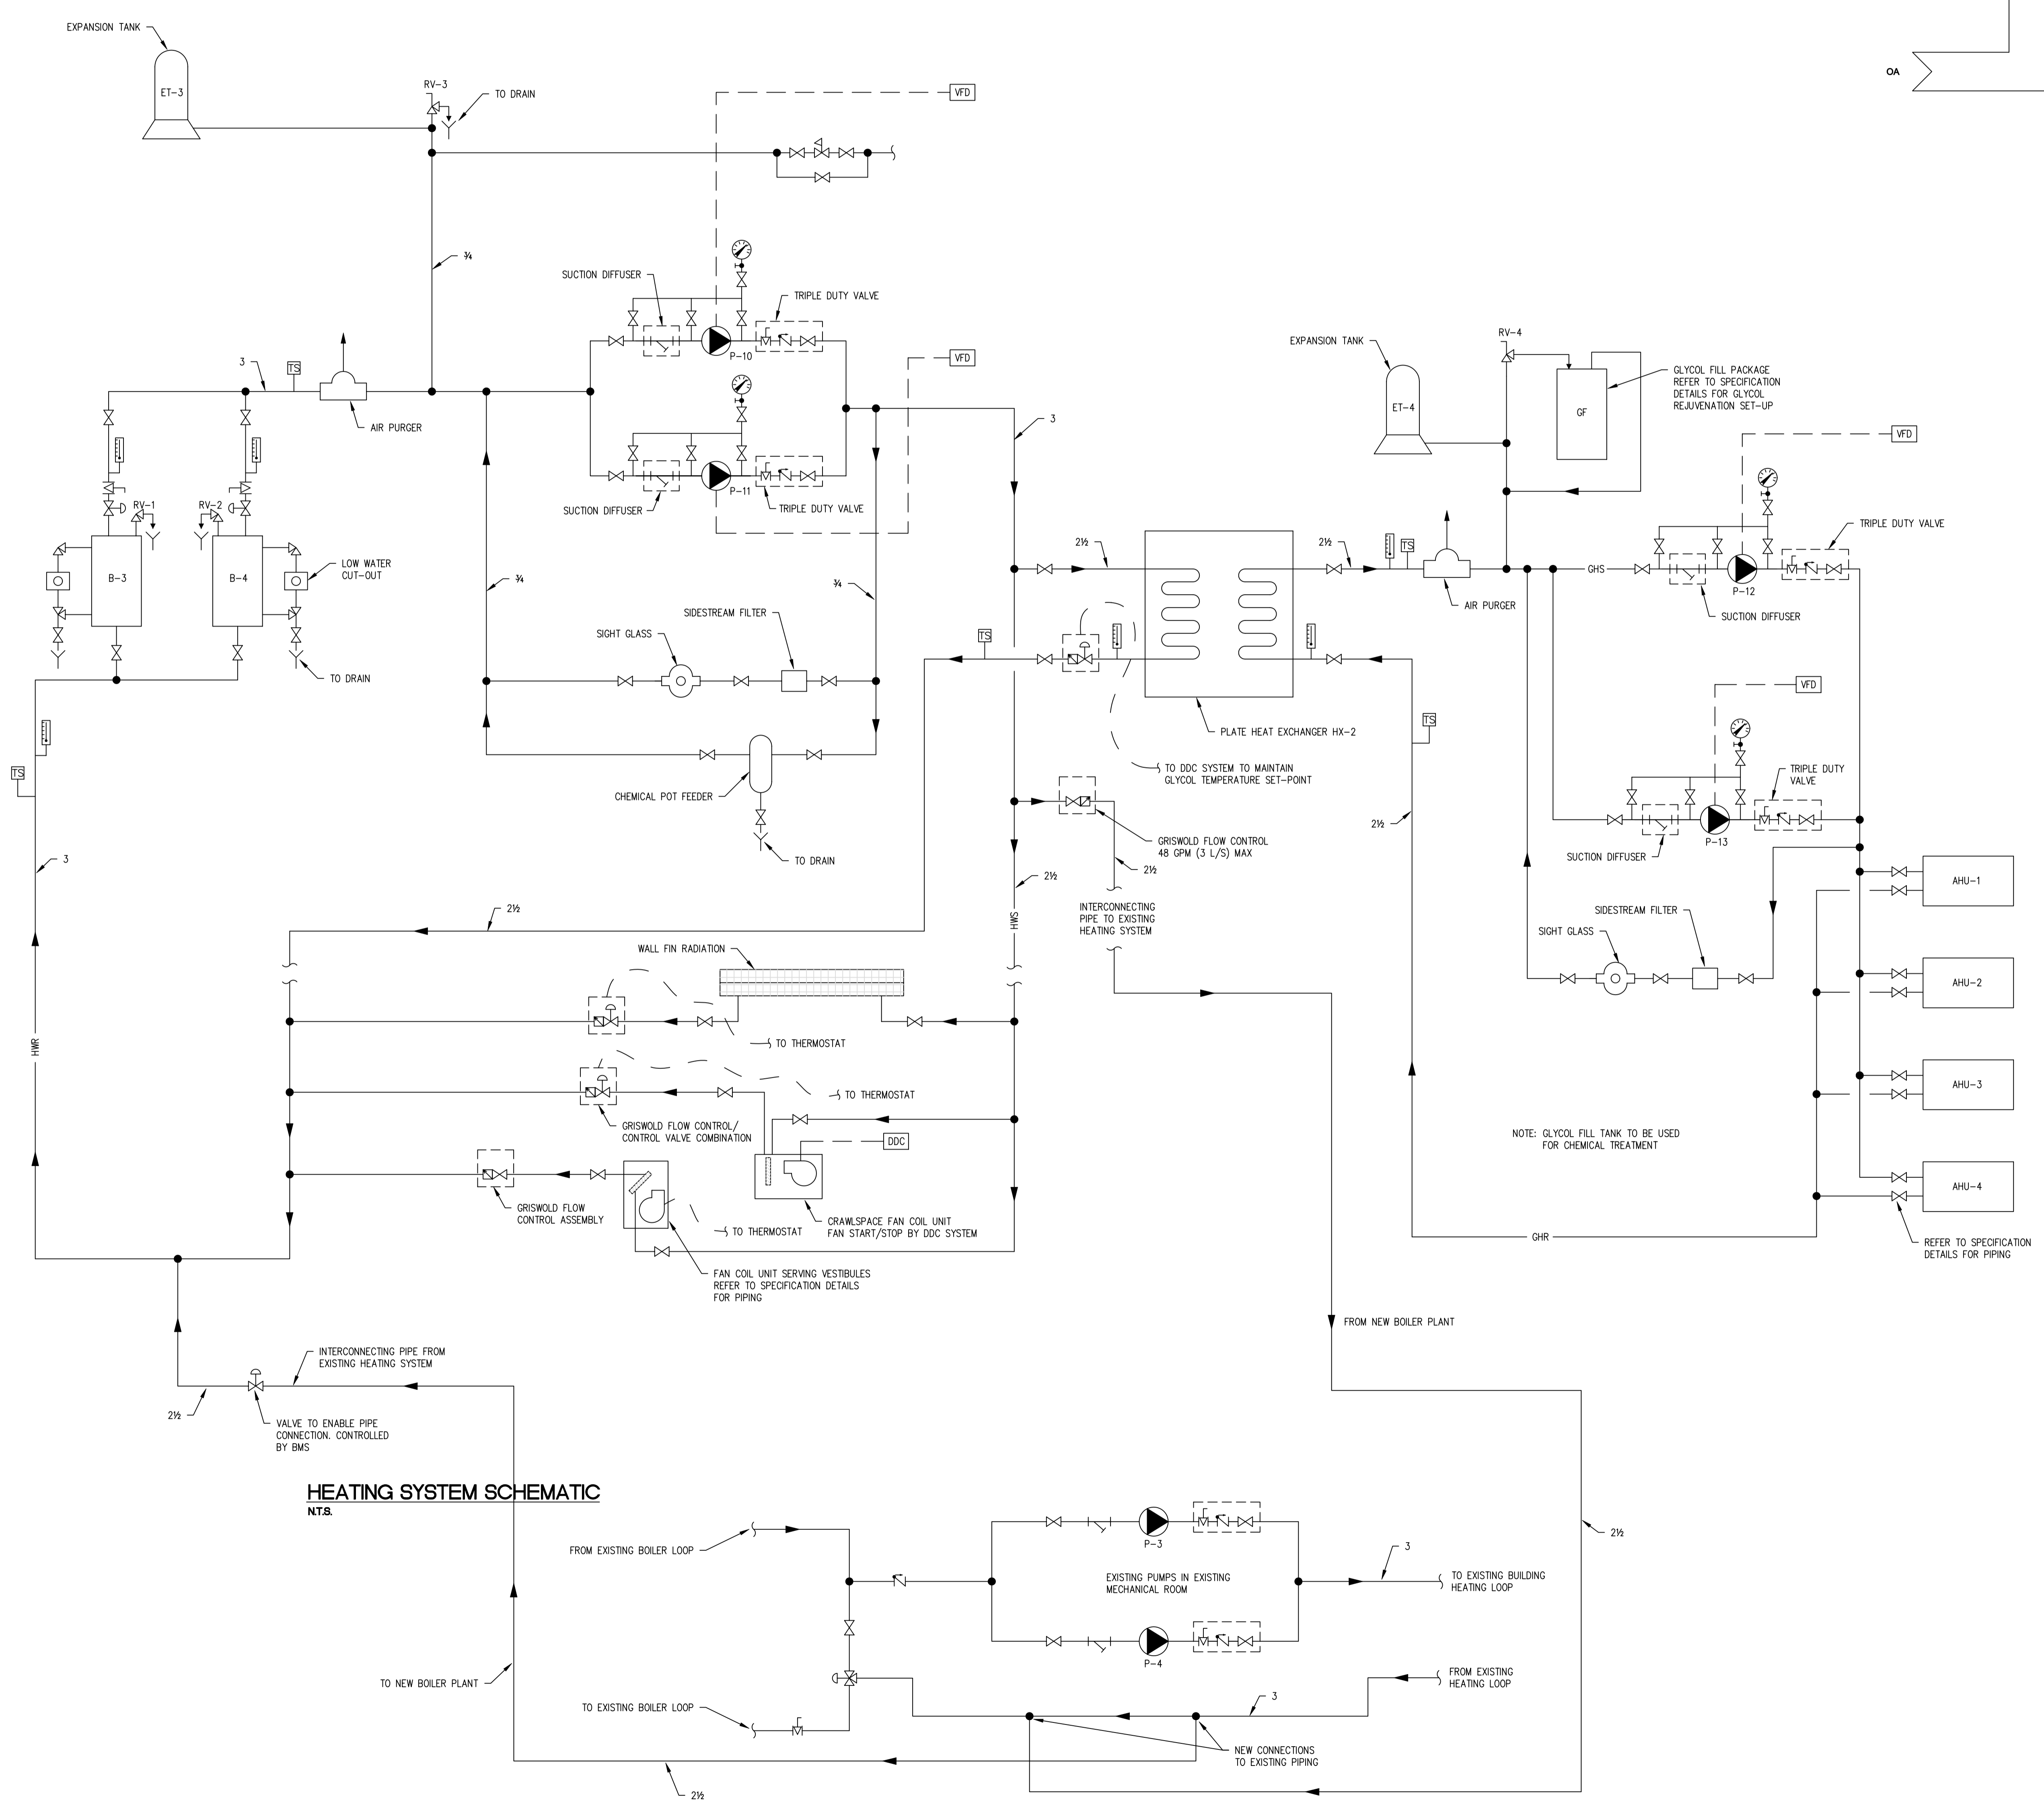 EXPANSION TANK
ET-3
RV-3
TO DRAIN
VFD
OA
¾
SUCTION DIFFUSER
TRIPLE DUTY VALVE
P-10
VFD
3
TS
AIR PURGER
P-11
SUCTION DIFFUSER
TRIPLE DUTY VALVE
3
RV-1
RV-2
B-3
B-4
LOW WATER
CUT-OUT
TO DRAIN
¾
¾
SIDESTREAM FILTER
SIGHT GLASS
CHEMICAL POT FEEDER
TO DRAIN
TS
3
HWR
EXPANSION TANK
ET-4
RV-4
GF
GLYCOL FILL PACKAGE
REFER TO SPECIFICATION
DETAILS FOR GLYCOL
REJUVENATION SET-UP
VFD
2½
2½
TS
AIR PURGER
GHS
P-12
TRIPLE DUTY VALVE
SUCTION DIFFUSER
TS
PLATE HEAT EXCHANGER HX-2
TO DDC SYSTEM TO MAINTAIN
GLYCOL TEMPERATURE SET-POINT
TS
2½
VFD
P-13
TRIPLE DUTY
VALVE
SUCTION DIFFUSER
GRISWOLD FLOW CONTROL
48 GPM (3 L/S) MAX
2½
2½
HWS
INTERCONNECTING
PIPE TO EXISTING
HEATING SYSTEM
SIDESTREAM FILTER
SIGHT GLASS
AHU-1
AHU-2
AHU-3
AHU-4
NOTE: GLYCOL FILL TANK TO BE USED
FOR CHEMICAL TREATMENT
GHR
REFER TO SPECIFICATION
DETAILS FOR PIPING
2½
WALL FIN RADIATION
TO THERMOSTAT
TO THERMOSTAT
GRISWOLD FLOW CONTROL/
CONTROL VALVE COMBINATION
DDC
GRISWOLD FLOW
CONTROL ASSEMBLY
TO THERMOSTAT
CRAWLSPACE FAN COIL UNIT
FAN START/STOP BY DDC SYSTEM
FAN COIL UNIT SERVING VESTIBULES
REFER TO SPECIFICATION DETAILS
FOR PIPING
FROM NEW BOILER PLANT
INTERCONNECTING PIPE FROM
EXISTING HEATING SYSTEM
2½
VALVE TO ENABLE PIPE
CONNECTION. CONTROLLED
BY BMS
HEATING SYSTEM SCHEMATIC
N.T.S.
FROM EXISTING BOILER LOOP
P-3
EXISTING PUMPS IN EXISTING
MECHANICAL ROOM
P-4
3
TO EXISTING BUILDING
HEATING LOOP
2½
TO NEW BOILER PLANT
TO EXISTING BOILER LOOP
FROM EXISTING
HEATING LOOP
3
NEW CONNECTIONS
TO EXISTING PIPING
2½